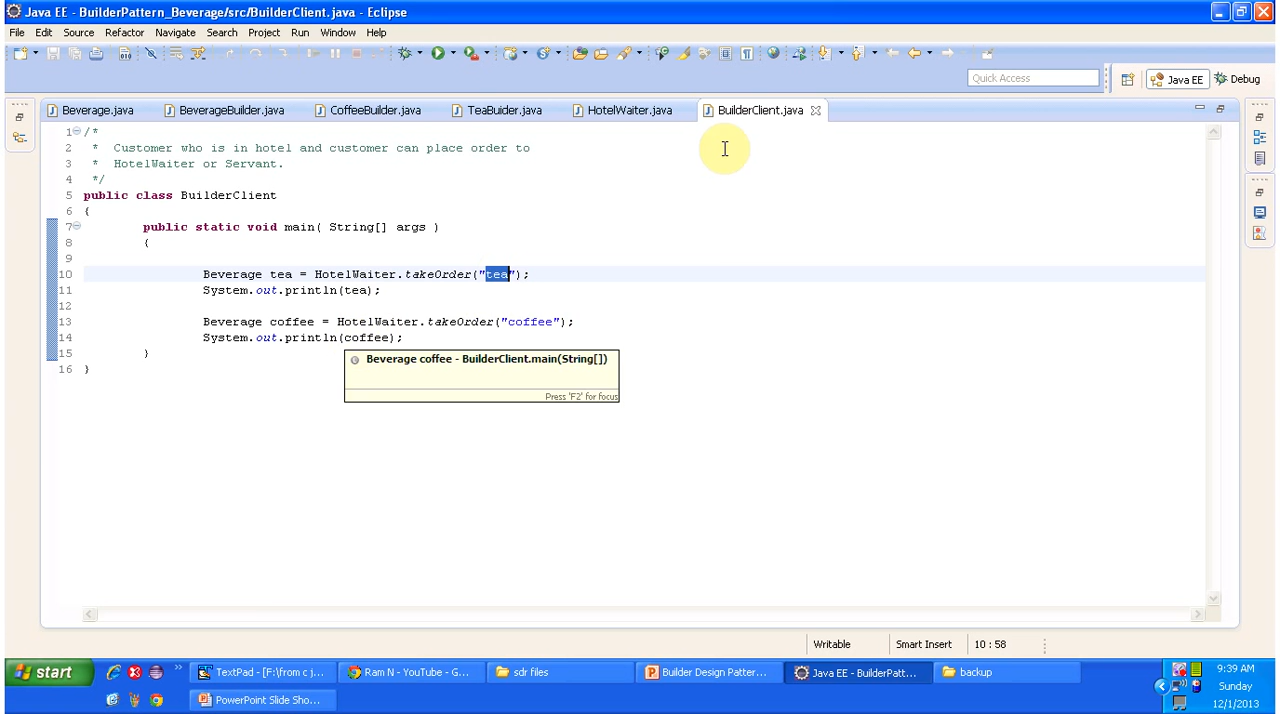 Java EE - BuilderPattern_Beverage/src/BuilderClient.java - Eclipse
File Edit Source Refactor Navigate Search Project Run Window Help
Quick Access Java EE Debug
Beverage.java BeverageBuilder.java CoffeeBuilder.java TeaBuider.java HotelWaiter.java BuilderClient.java
1 /*
2 * Customer who is in hotel and customer can place order to
3 * HotelWaiter or Servant.
4 */
5 public class BuilderClient
6 {
7 public static void main( String[] args )
8 {
9
10 Beverage tea = HotelWaiter.takeOrder("tea");
11 System.out.println(tea);
12
13 Beverage coffee = HotelWaiter.takeOrder("coffee");
14 System.out.println(coffee);
15 }
16 }
Beverage coffee - BuilderClient.main(String[])
Press 'F2' for focus
Writable Smart Insert 10 : 58
start TextPad - [F:\from c j... Ram N - YouTube - G... sdr files Builder Design Patter... Java EE - BuilderPatt... backup 9:39 AM
Sunday
PowerPoint Slide Sho... 12/1/2013